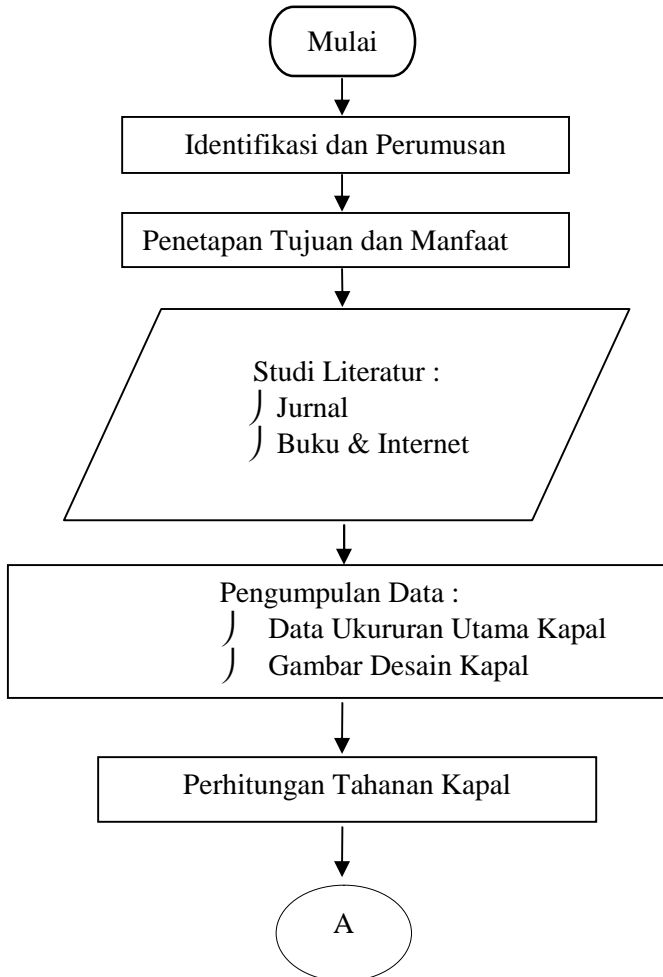 Mulai
Identifikasi dan Perumusan
Penetapan Tujuan dan Manfaat
Studi Literatur :
⌡ Jurnal
⌡ Buku & Internet
Pengumpulan Data :
⌡ Data Ukururan Utama Kapal
⌡ Gambar Desain Kapal
Perhitungan Tahanan Kapal
A